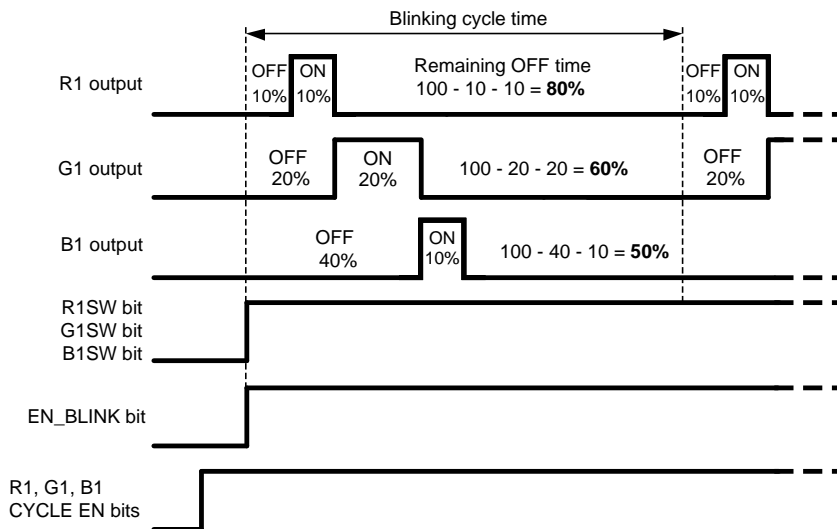 Blinking cycle time
R1 output
OFF
10%
ON
10%
Remaining OFF time
100 - 10 - 10 = 80%
OFF
10%
ON
10%
G1 output
OFF
20%
ON
20%
100 - 20 - 20 = 60%
OFF
20%
B1 output
OFF
40%
ON
10%
100 - 40 - 10 = 50%
R1SW bit
G1SW bit
B1SW bit
EN_BLINK bit
R1, G1, B1
CYCLE EN bits